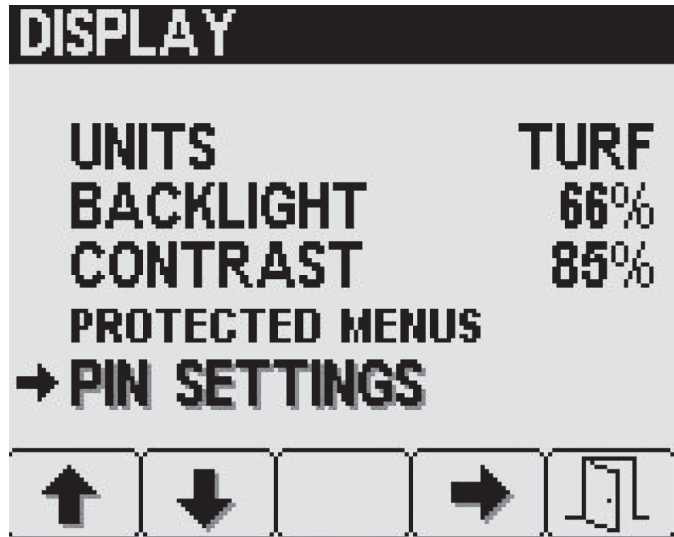 DISPLAY
UNITS TURF
BACKLIGHT 66%
CONTRAST 85%
PROTECTED MENUS
PIN SETTINGS